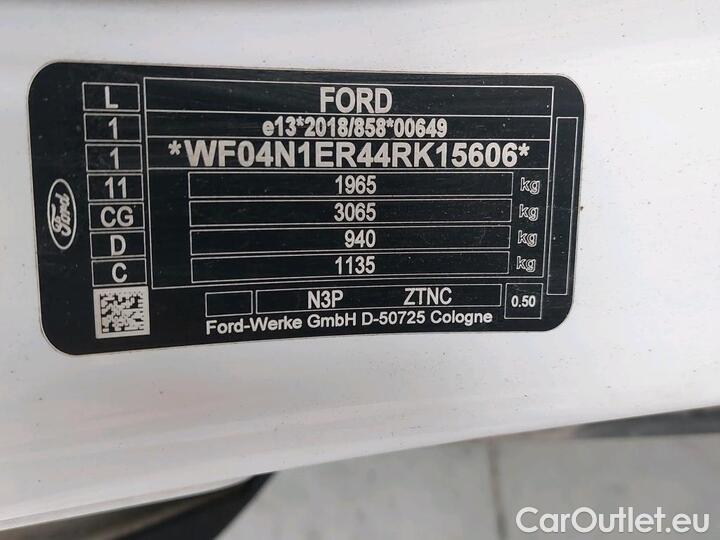 L FORD
1 e13*2018/858*00649
1 *WF04N1ER44RK15606*
11 1965 kg
CG 3065 kg
D 940 kg
C 1135 kg
Ford
N3P ZTNC 0.50
Ford-Werke GmbH D-50725 Cologne
CarOutlet.eu